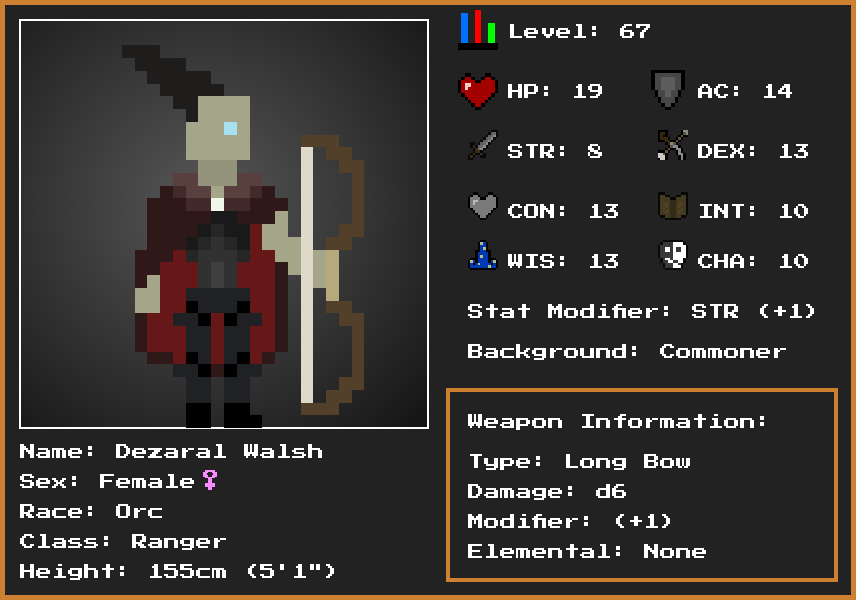 Level: 67
HP: 19
AC: 14
STR: 8
DEX: 13
CON: 13
INT: 10
WIS: 13
CHA: 10
Stat Modifier: STR (+1)
Background: Commoner
Weapon Information:
Type: Long Bow
Damage: d6
Modifier: (+1)
Elemental: None
Name: Dezaral Walsh
Sex: Female♀
Race: Orc
Class: Ranger
Height: 155cm (5'1")